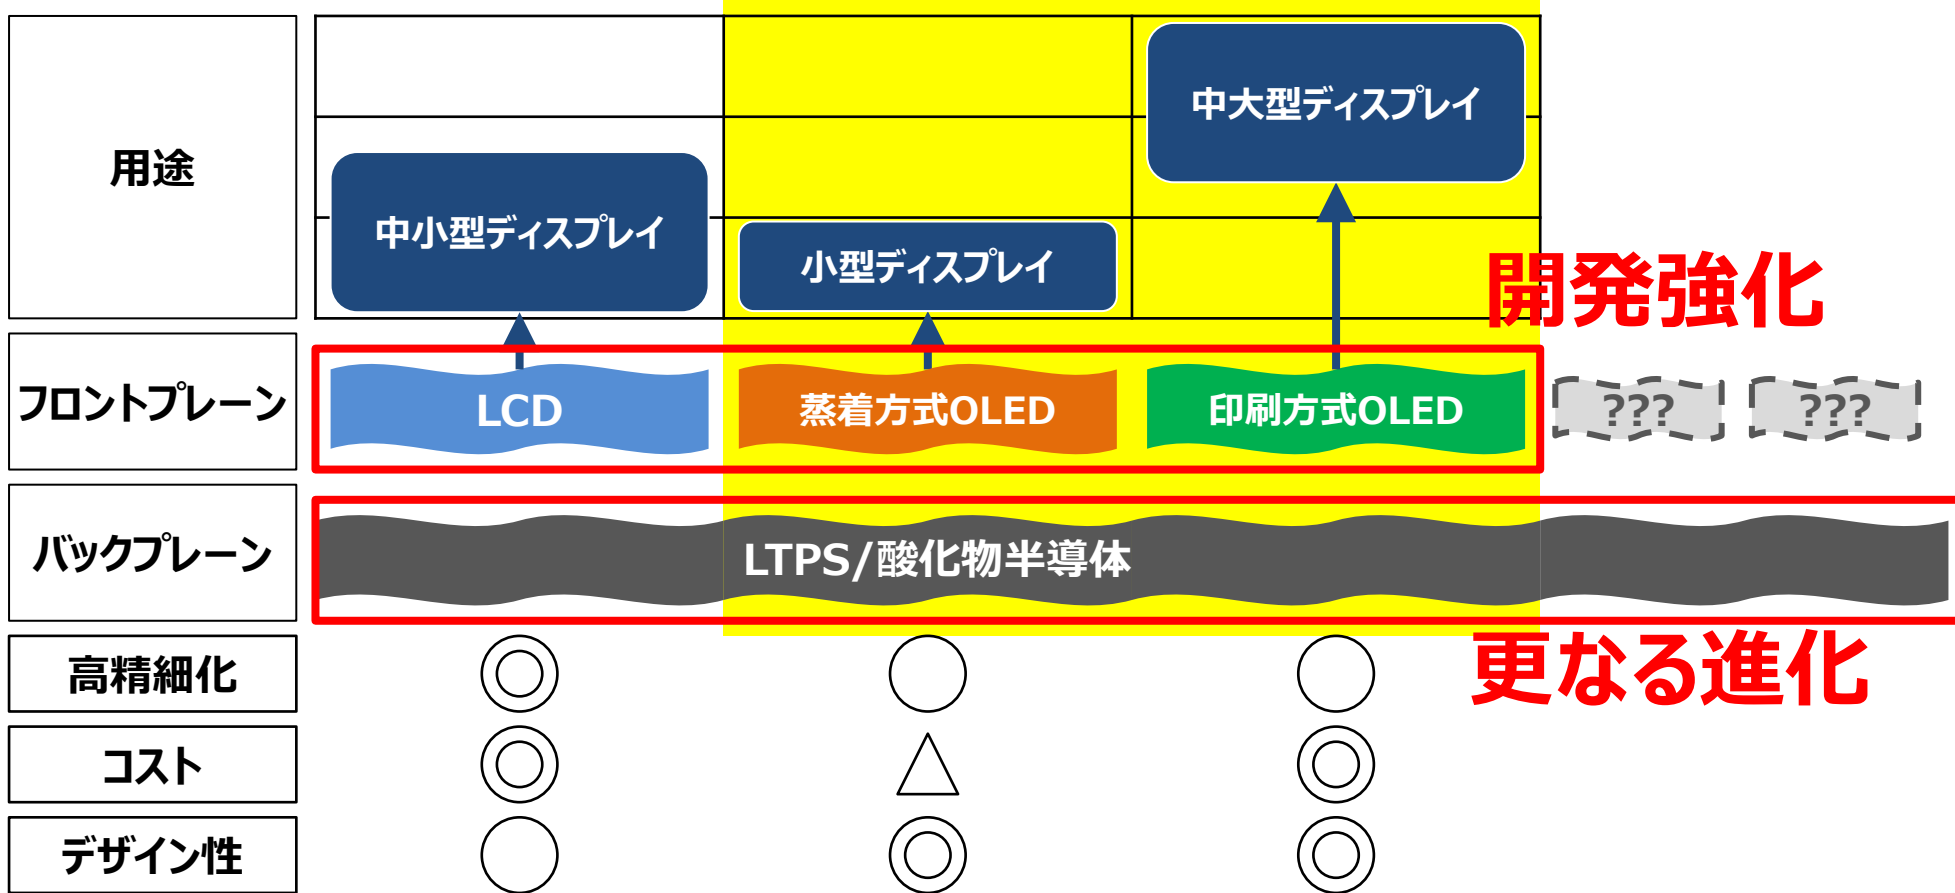 用途
中大型ディスプレイ
中小型ディスプレイ
小型ディスプレイ
開発強化
フロントプレーン
LCD
蒸着方式OLED
印刷方式OLED
???
???
バックプレーン
LTPS/酸化物半導体
更なる進化
高精細化
◎
○
○
コスト
◎
△
◎
デザイン性
○
◎
◎